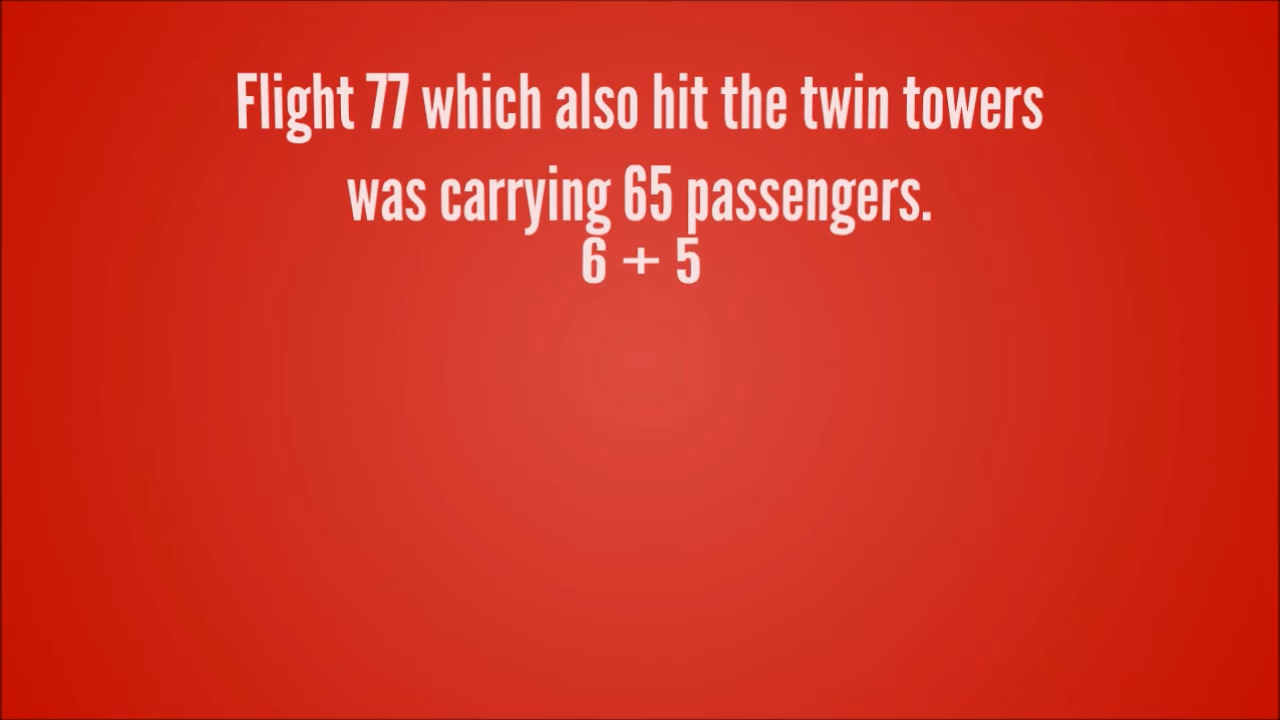 Flight 77 which also hit the twin towers
was carrying 65 passengers.
6 + 5